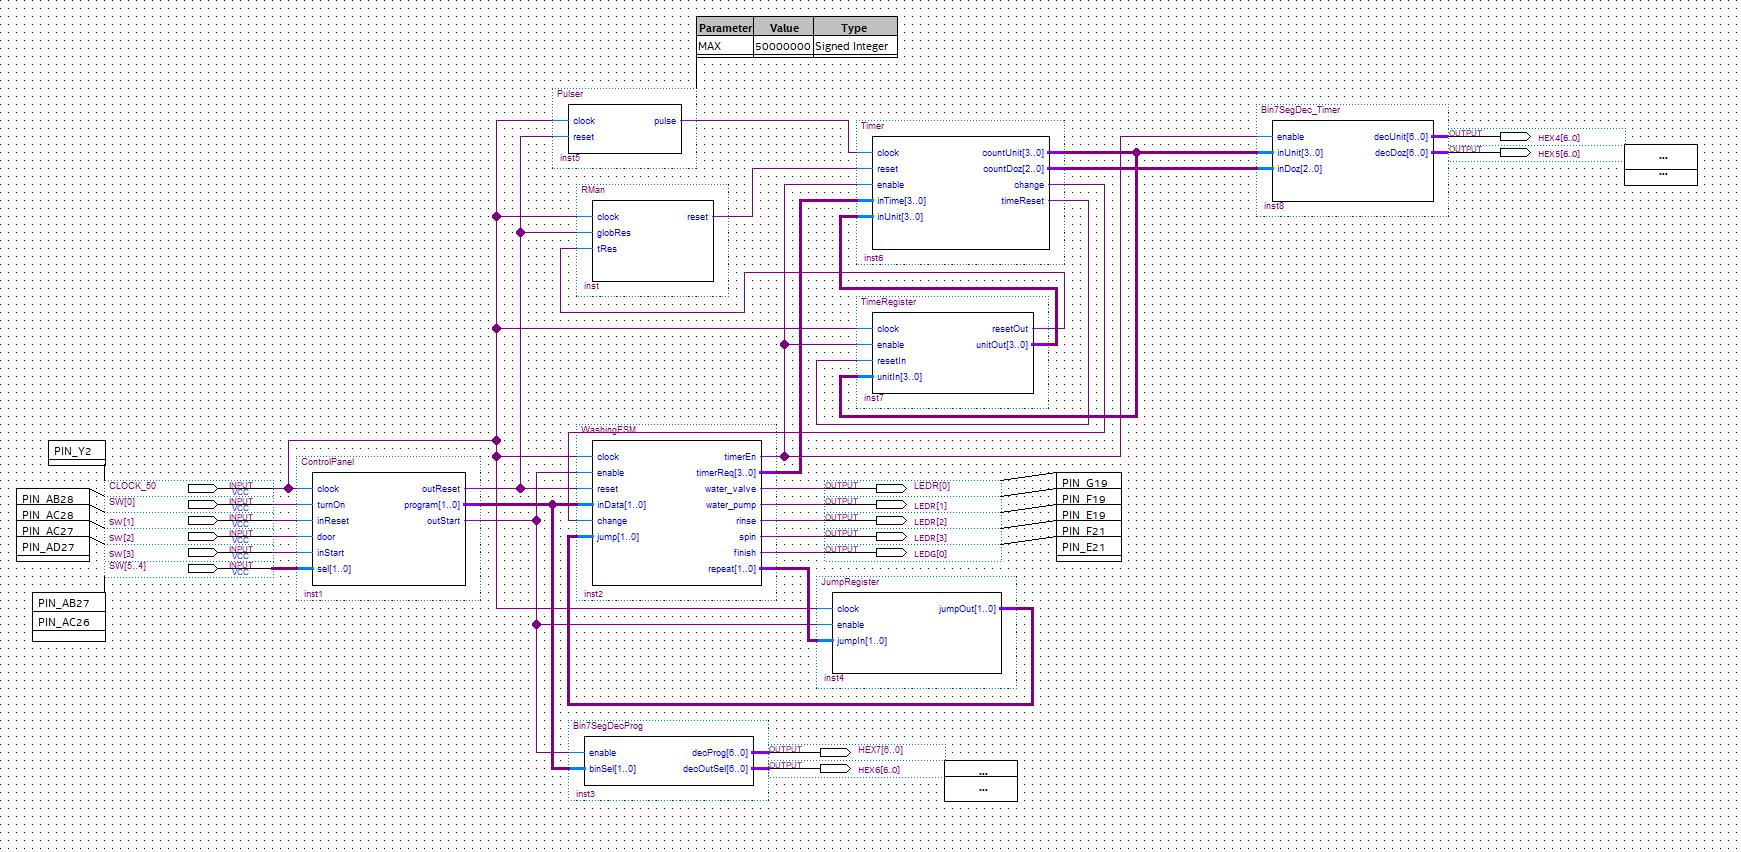 Parameter Value Type
MAX 50000000 Signed Integer
Pulser
clock pulse
reset
inst5
RMan
clock reset
globRes
tRes
inst
Timer
clock countUnit[3..0]
reset countDoz[2..0]
enable change
inTime[3..0] timeReset
inUnit[3..0]
inst6
Bin7SegDec_Timer
enable decUnit[6..0]
inUnit[3..0] decDoz[6..0]
inDoz[2..0]
inst8
OUTPUT HEX4[6..0]
OUTPUT HEX5[6..0]
...
...
TimeRegister
clock resetOut
enable unitOut[3..0]
resetIn
unitIn[3..0]
inst7
PIN_Y2
PIN_AB28
PIN_AC28
PIN_AC27
PIN_AD27
PIN_AB27
PIN_AC26
CLOCK_50 INPUT VCC
SW[0] INPUT VCC
SW[1] INPUT VCC
SW[2] INPUT VCC
SW[3] INPUT VCC
SW[5..4] INPUT VCC
ControlPanel
clock outReset
turnOn program[1..0]
inReset outStart
door
inStart
sel[1..0]
inst1
WashingFSM
clock timerEn
enable timerReq[3..0]
reset water_valve
inData[1..0] water_pump
change rinse
jump[1..0] spin
finish
repeat[1..0]
inst2
OUTPUT LEDR[0]
OUTPUT LEDR[1]
OUTPUT LEDR[2]
OUTPUT LEDR[3]
OUTPUT LEDG[0]
PIN_G19
PIN_F19
PIN_E19
PIN_F21
PIN_E21
JumpRegister
clock jumpOut[1..0]
enable
jumpIn[1..0]
inst4
Bin7SegDecProg
enable decProg[6..0]
binSel[1..0] decOutSel[6..0]
inst3
OUTPUT HEX7[6..0]
OUTPUT HEX6[6..0]
...
...